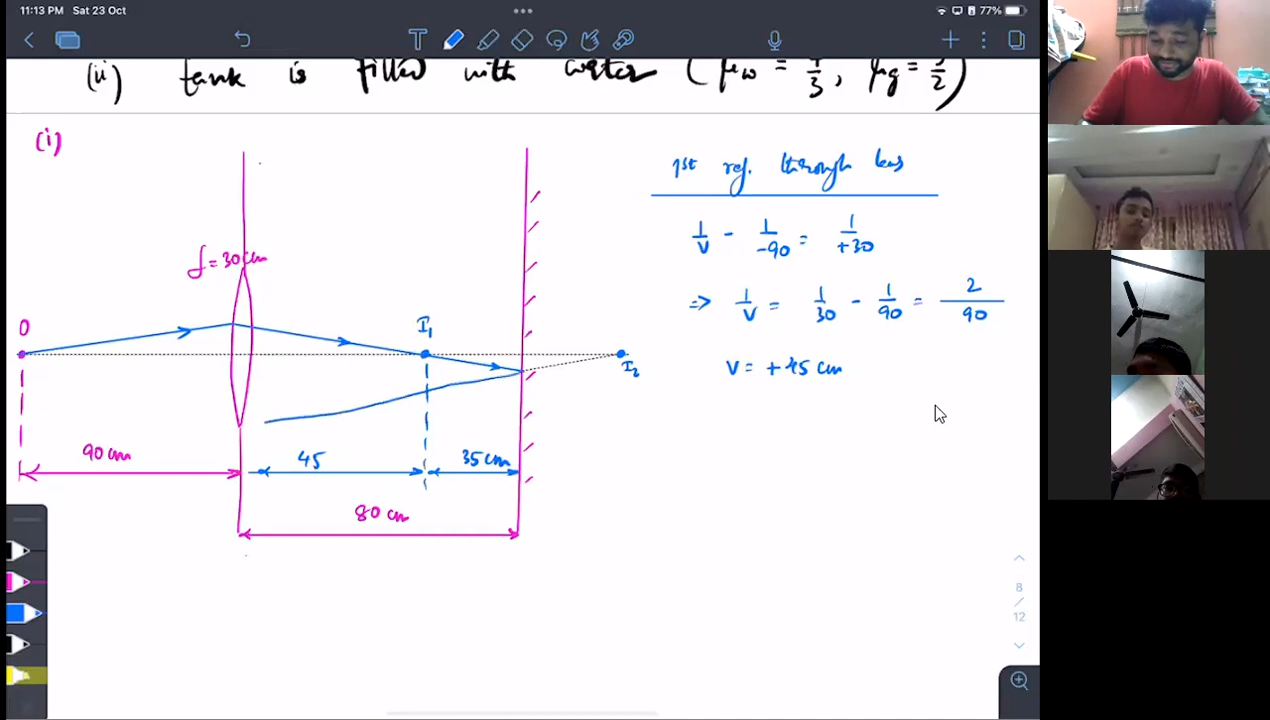 11:13 PM Sat 23 Oct
77%
T
(ii) tank is filled with water ( μw = 4/3, μg = 3/2)
(i)
1st ref. through lens
1/V - 1/-90 = 1/+30
f = 30cm
=> 1/V = 1/30 - 1/90 = 2/90
O
I1
I2
V = +45 cm
90 cm
45
35 cm
80 cm
8
/
12